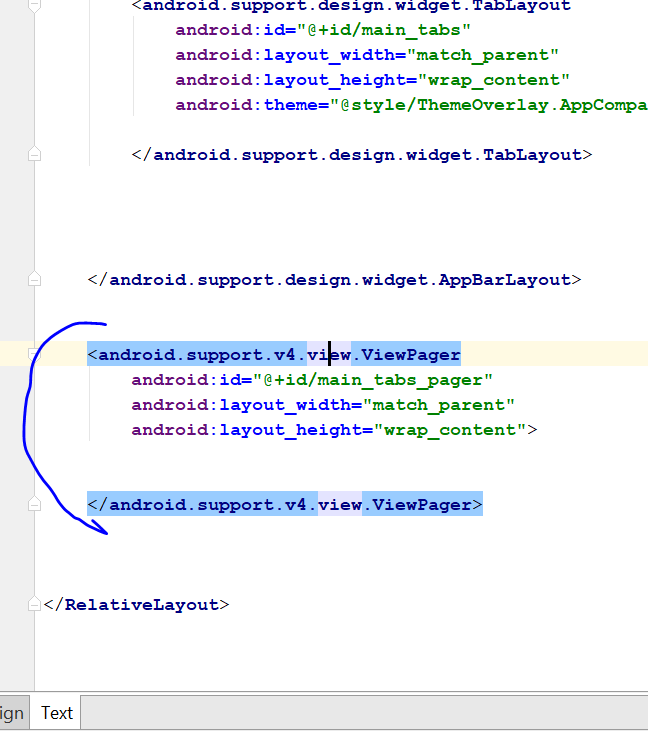 <android.support.design.widget.TabLayout
android:id="@+id/main_tabs"
android:layout_width="match_parent"
android:layout_height="wrap_content"
android:theme="@style/ThemeOverlay.AppCompa
</android.support.design.widget.TabLayout>
</android.support.design.widget.AppBarLayout>
<android.support.v4.view.ViewPager
android:id="@+id/main_tabs_pager"
android:layout_width="match_parent"
android:layout_height="wrap_content">
</android.support.v4.view.ViewPager>
</RelativeLayout>
ign Text